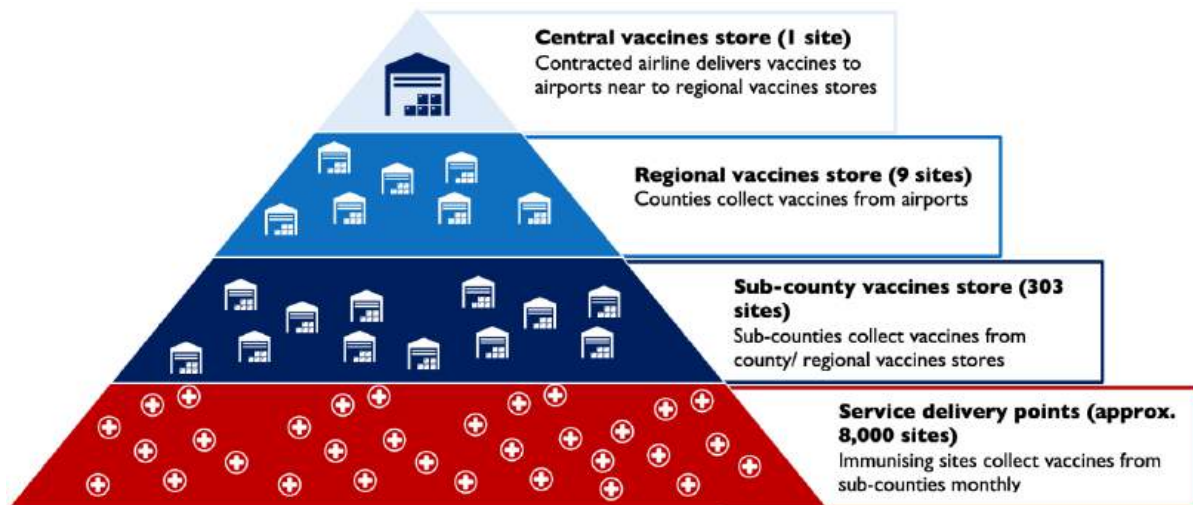 Central vaccines store (1 site)
Contracted airline delivers vaccines to
airports near to regional vaccines stores
Regional vaccines store (9 sites)
Counties collect vaccines from airports
Sub-county vaccines store (303
sites)
Sub-counties collect vaccines from
county/ regional vaccines stores
Service delivery points (approx.
8,000 sites)
Immunising sites collect vaccines from
sub-counties monthly